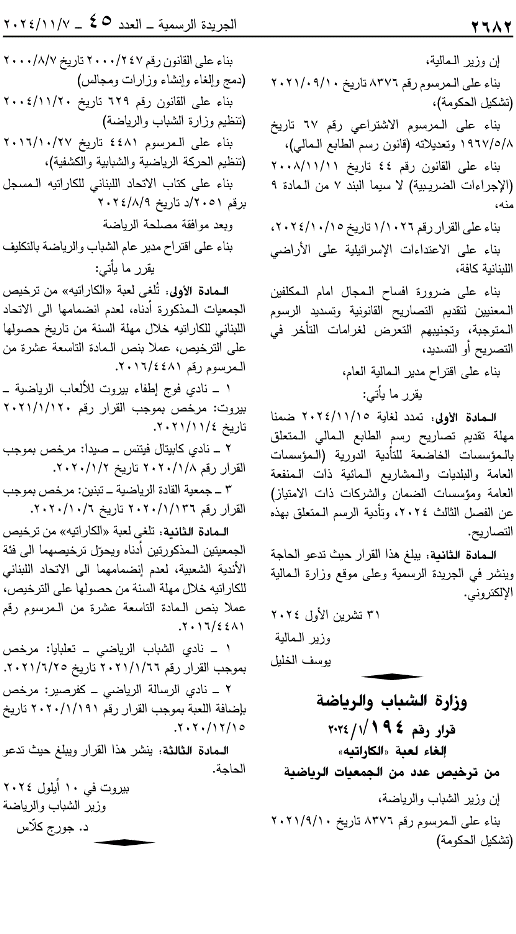 ٢٦٨٢
الجريدة الرسمية ـ العدد ٤٥ ـ ٢٠٢٤/١١/٧
إن وزير المالية،
بناء على المرسوم رقم ٨٣٧٦ تاريخ ٢٠٢١/٠٩/١٠
(تشكيل الحكومة)،
بناء على المرسوم الاشتراعي رقم ٦٧ تاريخ
١٩٦٧/٥/٨ وتعديلاته (قانون رسم الطابع المالي)،
بناء على القانون رقم ٤٤ تاريخ ٢٠٠٨/١١/١١
(الإجراءات الضريبية) لا سيما البند ٧ من المادة ٩
منه،
بناء على القرار رقم ١/١٠٢٦ تاريخ ٢٠٢٤/١٠/١٥،
بناء على الاعتداءات الإسرائيلية على الأراضي
اللبنانية كافة،
بناء على ضرورة افساح المجال امام المكلفين
المعنيين لتقديم التصاريح القانونية وتسديد الرسوم
المتوجبة، وتجنيبهم التعرض لغرامات التأخر في
التصريح أو التسديد،
بناء على اقتراح مدير المالية العام،
يقرر ما يأتي:
المادة الأولى: تمدد لغاية ٢٠٢٤/١١/١٥ ضمنا
مهلة تقديم تصاريح رسم الطابع المالي المتعلق
بالمؤسسات الخاضعة للتأدية الدورية (المؤسسات
العامة والبلديات والمشاريع المائية ذات المنفعة
العامة ومؤسسات الضمان والشركات ذات الامتياز)
عن الفصل الثالث ٢٠٢٤، وتأدية الرسم المتعلق بهذه
التصاريح.
المادة الثانية: يبلغ هذا القرار حيث تدعو الحاجة
وينشر في الجريدة الرسمية وعلى موقع وزارة المالية
الإلكتروني.
٣١ تشرين الأول ٢٠٢٤
وزير المالية
يوسف الخليل
وزارة الشباب والرياضة
قرار رقم ٢٠٢٤/١/١٩٤
إلغاء لعبة «الكاراتيه»
من ترخيص عدد من الجمعيات الرياضية
إن وزير الشباب والرياضة،
بناء على المرسوم رقم ٨٣٧٦ تاريخ ٢٠٢١/٩/١٠
(تشكيل الحكومة)
بناء على القانون رقم ٢٠٠٠/٢٤٧ تاريخ ٢٠٠٠/٨/٧
(دمج وإلغاء وإنشاء وزارات ومجالس)
بناء على القانون رقم ٦٢٩ تاريخ ٢٠٠٤/١١/٢٠
(تنظيم وزارة الشباب والرياضة)
بناء على المرسوم ٤٤٨١ تاريخ ٢٠١٦/١٠/٢٧
(تنظيم الحركة الرياضية والشبابية والكشفية)،
بناء على كتاب الاتحاد اللبناني للكاراتيه المسجل
برقم ٢٠٥١/د تاريخ ٢٠٢٤/٨/٩
وبعد موافقة مصلحة الرياضة
بناء على اقتراح مدير عام الشباب والرياضة بالتكليف
يقرر ما يأتي:
المادة الأولى: تُلغى لعبة «الكاراتيه» من ترخيص
الجمعيات المذكورة أدناه، لعدم انضمامها الى الاتحاد
اللبناني للكاراتيه خلال مهلة السنة من تاريخ حصولها
على الترخيص، عملا بنص المادة التاسعة عشرة من
المرسوم رقم ٢٠١٦/٤٤٨١.
١ ـ نادي فوج إطفاء بيروت للألعاب الرياضية ـ
بيروت: مرخص بموجب القرار رقم ٢٠٢١/١/١٢٠
تاريخ ٢٠٢١/١١/٤.
٢ ـ نادي كابيتال فيتنس ـ صيدا: مرخص بموجب
القرار رقم ٢٠٢٠/١/٨ تاريخ ٢٠٢٠/١/٢.
٣ ـ جمعية القادة الرياضية ـ تبنين: مرخص بموجب
القرار رقم ٢٠٢٠/١/١٣٦ تاريخ ٢٠٢٠/١٠/٦.
المادة الثانية: تلغى لعبة «الكاراتيه» من ترخيص
الجمعيتين المذكورتين أدناه ويحوّل ترخيصهما الى فئة
الأندية الشعبية، لعدم إنضمامهما الى الاتحاد اللبناني
للكاراتيه خلال مهلة السنة من حصولها على الترخيص،
عملا بنص المادة التاسعة عشرة من المرسوم رقم
٢٠١٦/٤٤٨١.
١ ـ نادي الشباب الرياضي ـ تعلبايا: مرخص
بموجب القرار رقم ٢٠٢١/١/٦٦ تاريخ ٢٠٢١/٦/٢٥.
٢ ـ نادي الرسالة الرياضي ـ كفرصير: مرخص
بإضافة اللعبة بموجب القرار رقم ٢٠٢٠/١/١٩١ تاريخ
٢٠٢٠/١٢/١٥.
المادة الثالثة: ينشر هذا القرار ويبلغ حيث تدعو
الحاجة.
بيروت في ١٠ أيلول ٢٠٢٤
وزير الشباب والرياضة
د. جورج كلّاس